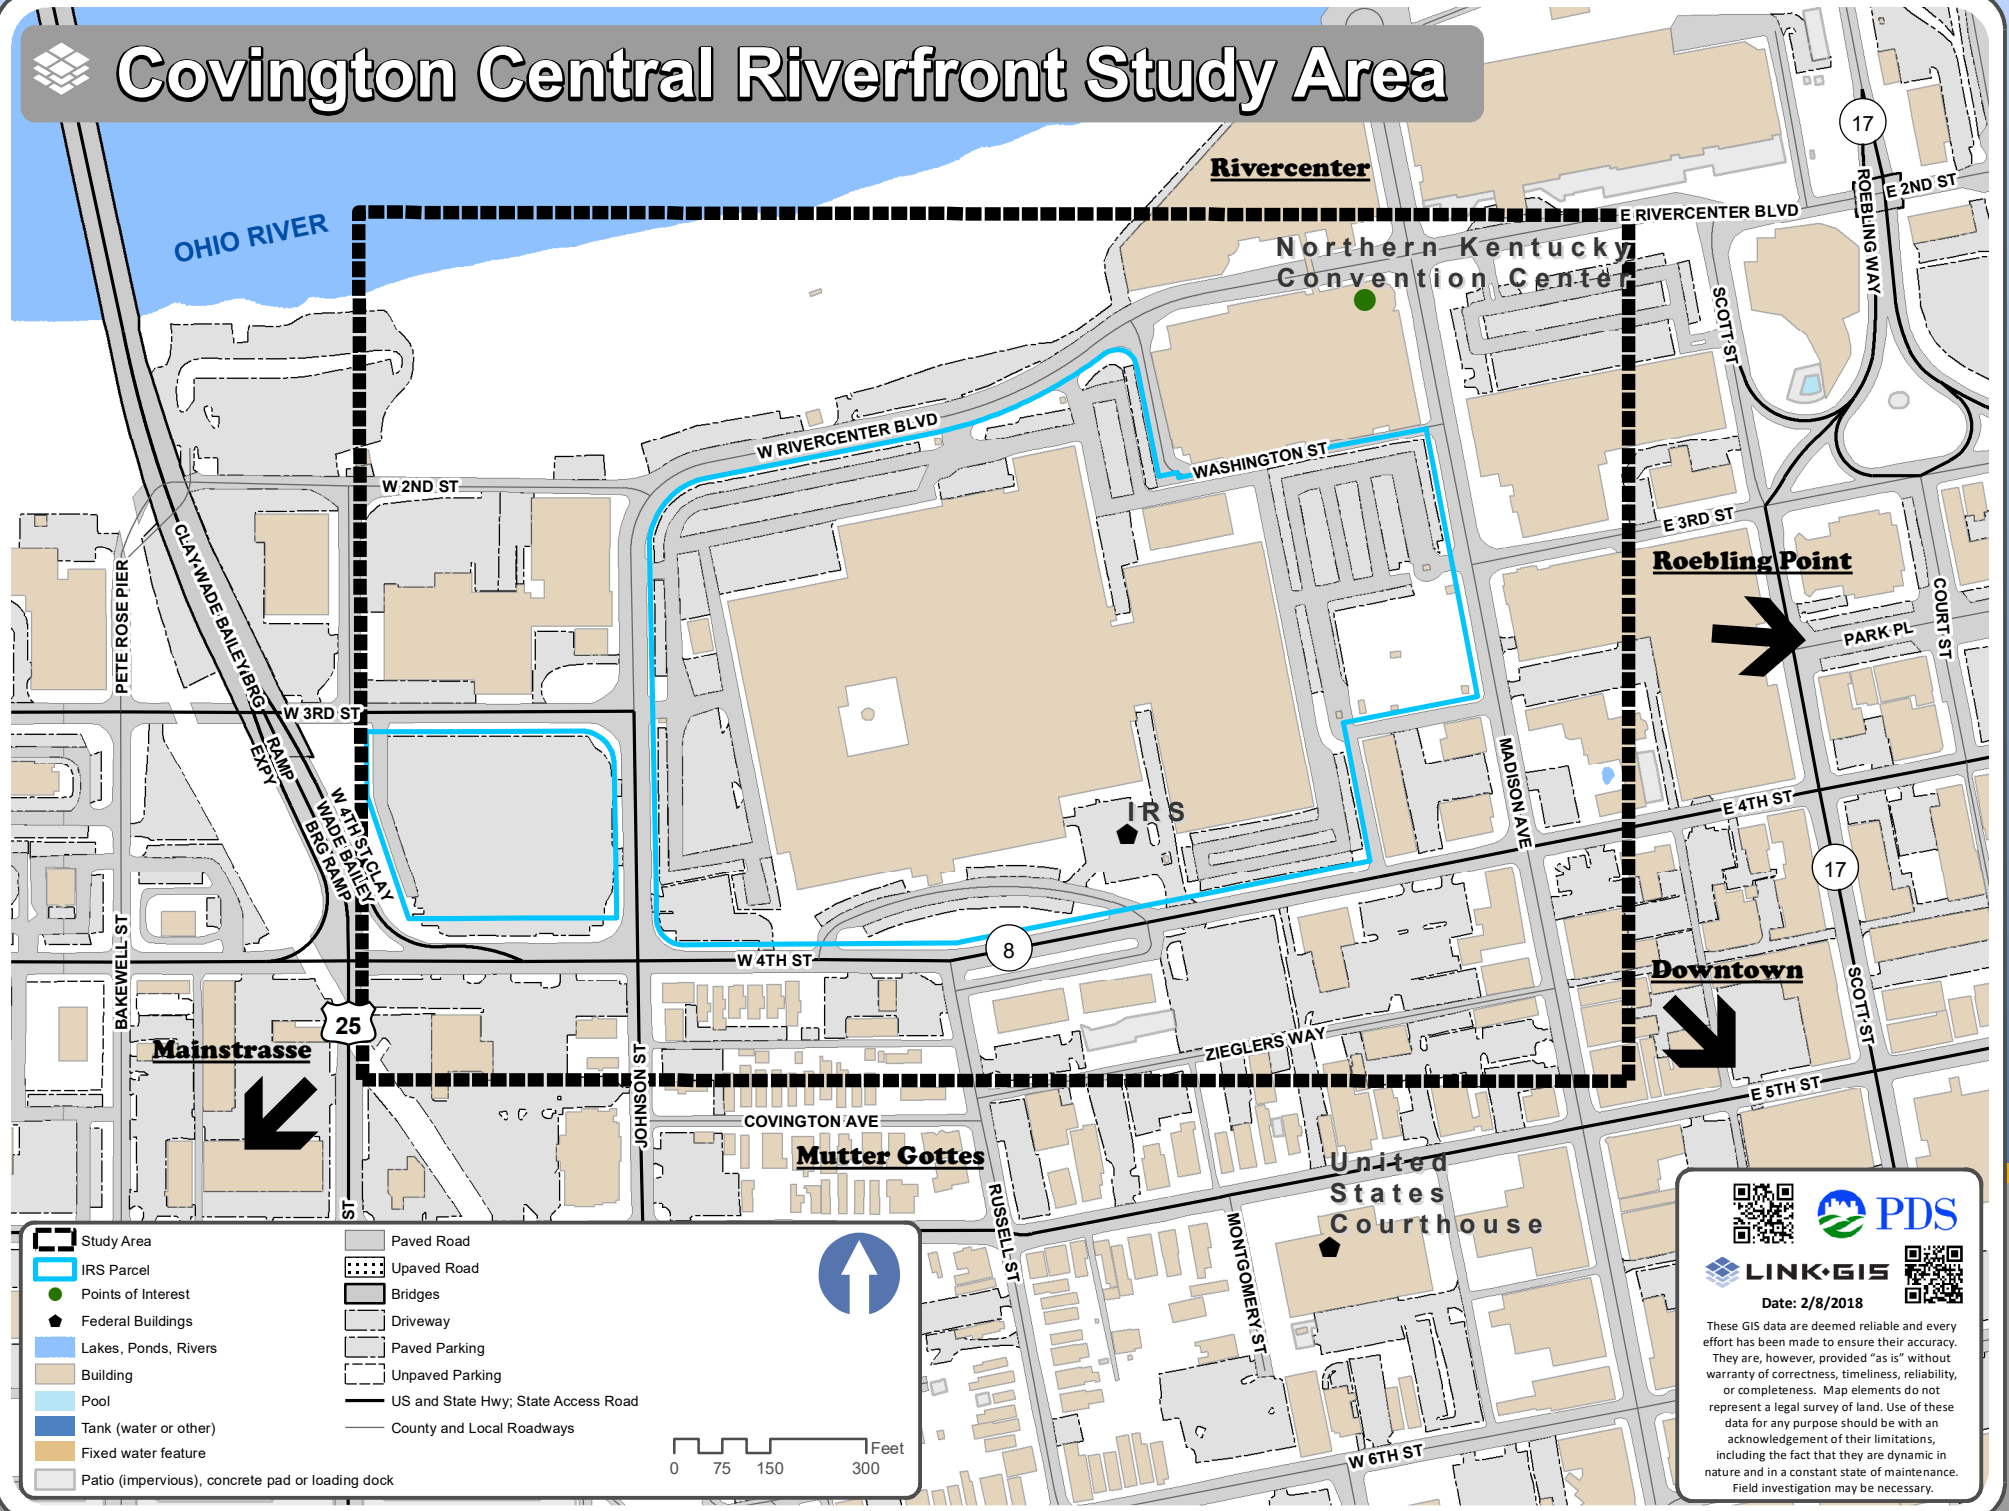 Covington Central Riverfront Study Area
17
Rivercenter
ROEBLING WAY
E 2ND ST
E RIVERCENTER BLVD
OHIO RIVER
Northern Kentucky
Convention Center
SCOTT ST
W RIVERCENTER BLVD
WASHINGTON ST
W 2ND ST
E 3RD ST
CLAY WADE BAILEY BRG
PETE ROSE PIER
Roebling Point
COURT ST
PARK PL
W 3RD ST
RAMP
EXPY
MADISON AVE
W 4TH ST CLAY
WADE BAILEY
BRG RAMP
IRS
E 4TH ST
17
8
W 4TH ST
BAKEWELL ST
Downtown
SCOTT ST
25
Mainstrasse
ZIEGLERS WAY
JOHNSON ST
E 5TH ST
COVINGTON AVE
Mutter Gottes
United
States
Courthouse
RUSSELL ST
MONTGOMERY ST
ST
W 6TH ST
Study Area
IRS Parcel
Points of Interest
Federal Buildings
Lakes, Ponds, Rivers
Building
Pool
Tank (water or other)
Fixed water feature
Patio (impervious), concrete pad or loading dock
Paved Road
Upaved Road
Bridges
Driveway
Paved Parking
Unpaved Parking
US and State Hwy; State Access Road
County and Local Roadways
Feet
0 75 150 300
PDS
LINK-GIS
Date: 2/8/2018
These GIS data are deemed reliable and every
effort has been made to ensure their accuracy.
They are, however, provided “as is” without
warranty of correctness, timeliness, reliability,
or completeness. Map elements do not
represent a legal survey of land. Use of these
data for any purpose should be with an
acknowledgement of their limitations,
including the fact that they are dynamic in
nature and in a constant state of maintenance.
Field investigation may be necessary.